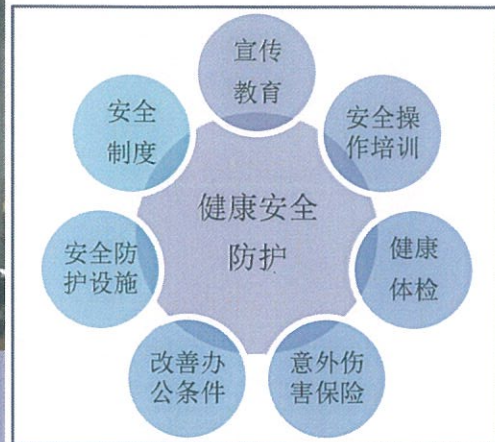 宣传
教育
安全操
作培训
健康
体检
意外伤
害保险
改善办
公条件
安全防
护设施
安全
制度
健康安全
防护